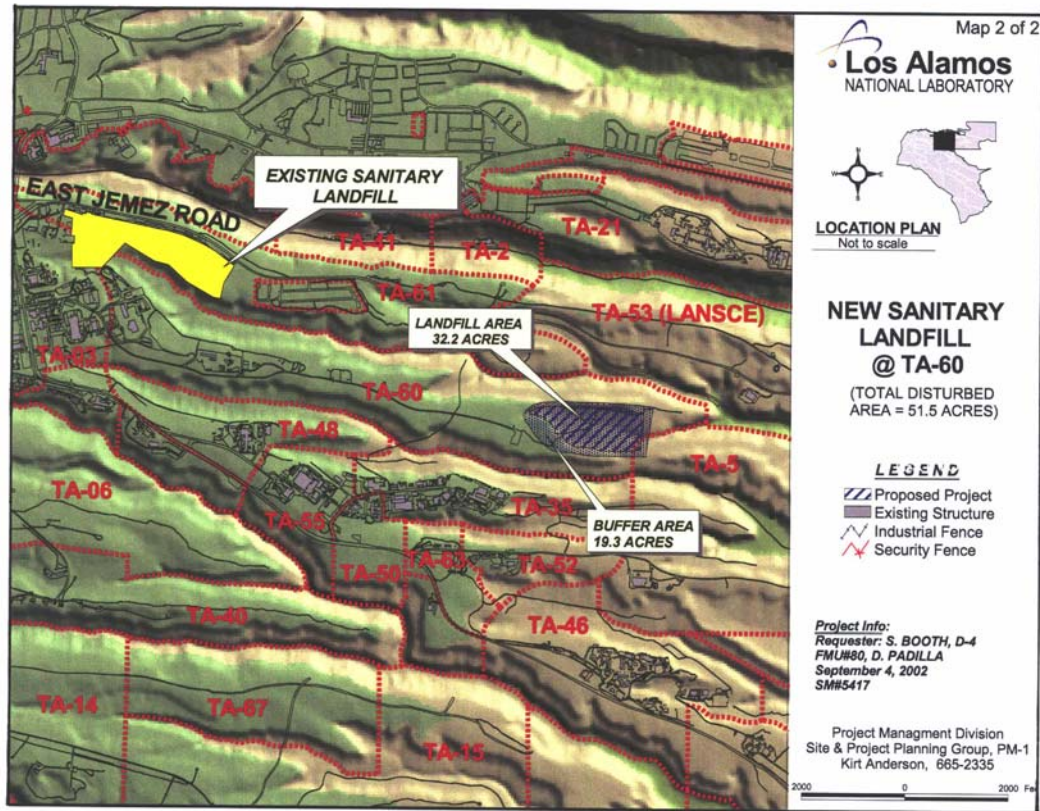 Map 2 of 2
Los Alamos
NATIONAL LABORATORY
N
W
E
S
LOCATION PLAN
Not to scale
NEW SANITARY
LANDFILL
@ TA-60
(TOTAL DISTURBED
AREA = 51.5 ACRES)
LEGEND
Proposed Project
Existing Structure
Industrial Fence
Security Fence
Project Info:
Requester: S. BOOTH, D-4
FMU#80, D. PADILLA
September 4, 2002
SM#5417
Project Managment Division
Site & Project Planning Group, PM-1
Kirt Anderson, 665-2335
2000 0 2000
EXISTING SANITARY
LANDFILL
EAST JEMEZ ROAD
TA-41
TA-2
TA-21
TA-61
TA-53 (LANSCE)
LANDFILL AREA
32.2 ACRES
TA-03
TA-60
TA-48
TA-5
TA-06
TA-55
TA-35
BUFFER AREA
19.3 ACRES
TA-50
TA-63
TA-52
TA-40
TA-46
TA-14
TA-67
TA-15